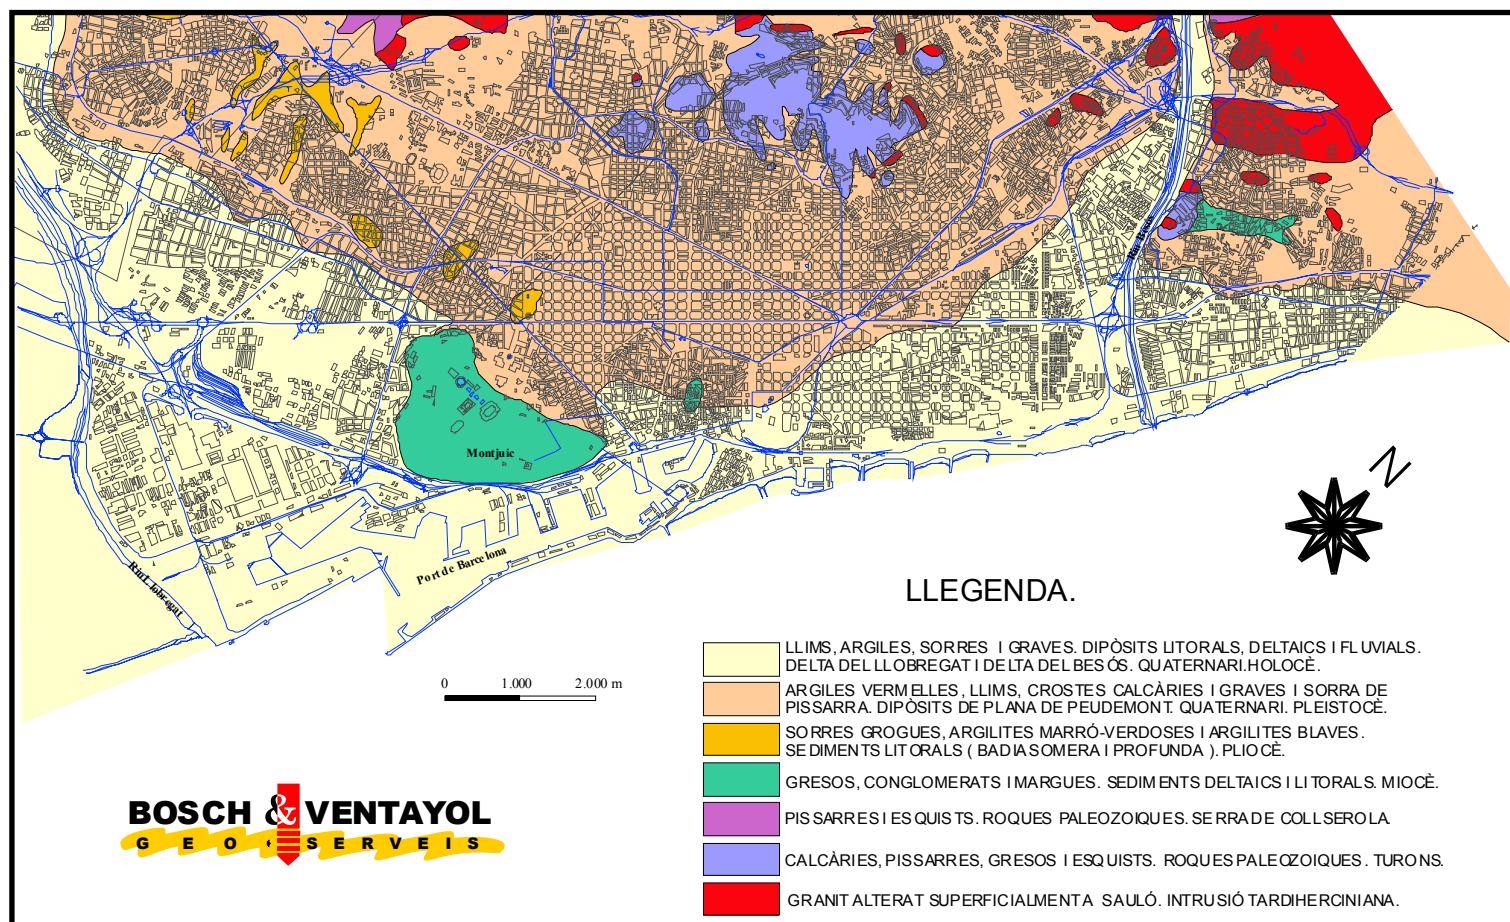 Riu Besós
Montjuic
Port de Barcelona
Riu Llobregat
N
LLEGENDA.
LLIMS, ARGILES, SORRES I GRAVES. DIPÒSITS LITORALS, DELTAICS I FLUVIALS.
DELTA DEL LLOBREGAT I DELTA DEL BESÓS. QUATERNARI.HOLOCÈ.
ARGILES VERMELLES, LLIMS, CROSTES CALCÀRIES I GRAVES I SORRA DE
PISSARRA. DIPÒSITS DE PLANA DE PEUDEMONT. QUATERNARI. PLEISTOCÈ.
SORRES GROGUES, ARGILITES MARRÓ-VERDOSES I ARGILITES BLAVES.
SEDIMENTS LITORALS ( BADIA SOMERA I PROFUNDA ). PLIOCÈ.
GRESOS, CONGLOMERATS I MARGUES. SEDIMENTS DELTAICS I LITORALS. MIOCÈ.
PISSARRES I ESQUISTS. ROQUES PALEOZOIQUES. SERRA DE COLLSEROLA.
CALCÀRIES, PISSARRES, GRESOS I ESQUISTS. ROQUES PALEOZOIQUES. TURONS.
GRANIT ALTERAT SUPERFICIALMENT A SAULÓ. INTRUSIÓ TARDIHERCINIANA.
0 1.000 2.000 m
BOSCH & VENTAYOL
GEO SERVEIS